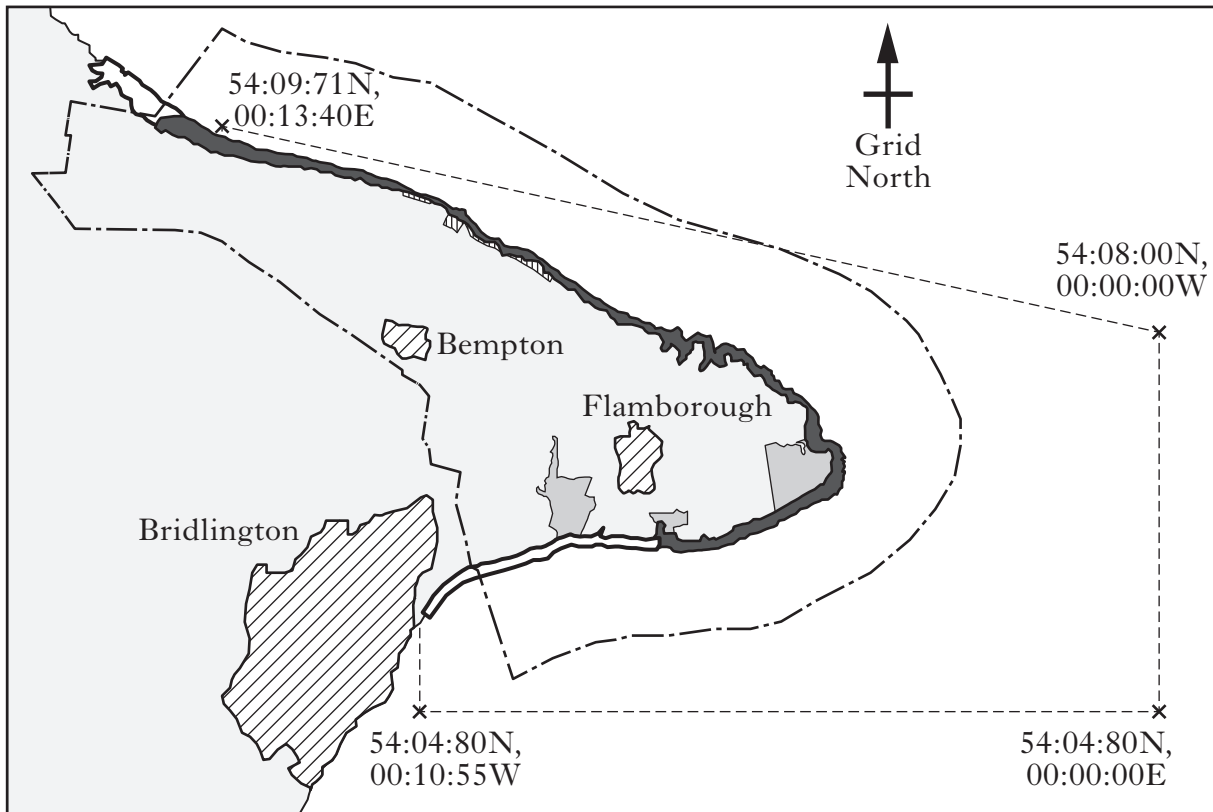 54:09:71N,
00:13:40E
Grid
North
54:08:00N,
00:00:00W
Bempton
Flamborough
Bridlington
54:04:80N,
00:10:55W
54:04:80N,
00:00:00E